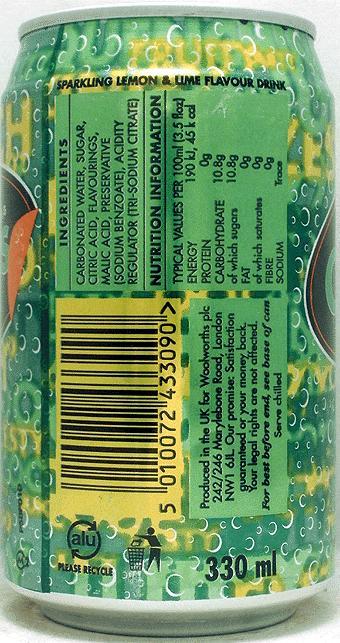 SPARKLING LEMON & LIME FLAVOUR DRINK
INGREDIENTS
CARBONATED WATER, SUGAR,
CITRIC ACID, FLAVOURINGS,
MALIC ACID, PRESERVATIVE
(SODIUM BENZOATE), ACIDITY
REGULATOR (TRI-SODIUM CITRATE)
NUTRITION INFORMATION
TYPICAL VALUES PER 100ml (3.5 floz)
ENERGY 190 kJ, 45 k cal
PROTEIN 0g
CARBOHYDRATE 10.8g
of which sugars 10.8g
FAT 0g
of which saturates 0g
FIBRE 0g
SODIUM Trace
5 010072 433090 >
Produced in the UK for Woolworths plc
242/246 Marylebone Road, London
NW1 6JL. Our promise: Satisfaction
guaranteed or your money back.
Your legal rights are not affected.
For best before end, see base of can
Serve chilled
alu
PLEASE RECYCLE
330 ml